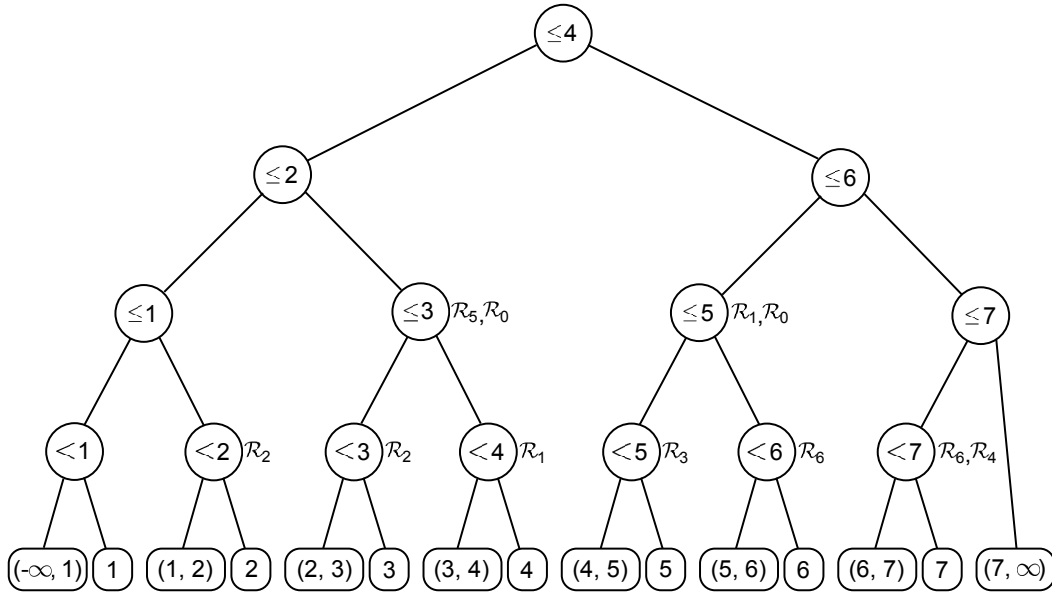 ≤4
≤2 ≤6
≤1 ≤3 ℛ5,ℛ0 ≤5 ℛ1,ℛ0 ≤7
<1 <2 ℛ2 <3 ℛ2 <4 ℛ1 <5 ℛ3 <6 ℛ6 <7 ℛ6,ℛ4
(-∞, 1) 1 (1, 2) 2 (2, 3) 3 (3, 4) 4 (4, 5) 5 (5, 6) 6 (6, 7) 7 (7, ∞)